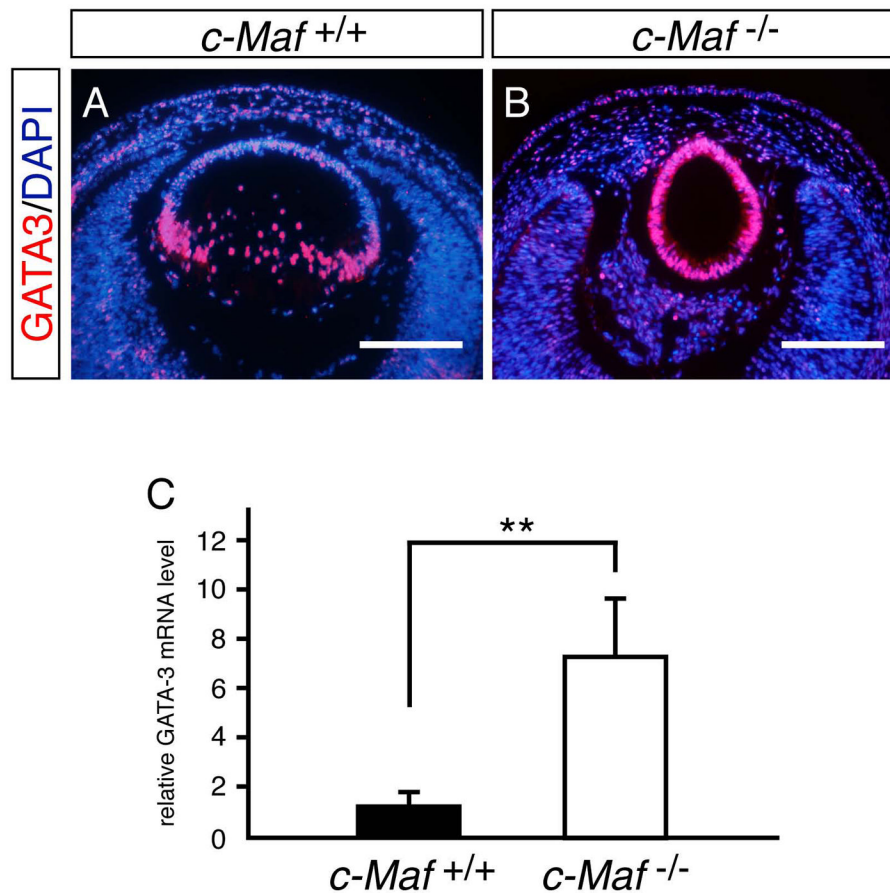 c-Maf +/+
c-Maf -/-
GATA3/DAPI
A
B
C
relative GATA-3 mRNA level
**
12
10
8
6
4
2
0
c-Maf +/+
c-Maf -/-